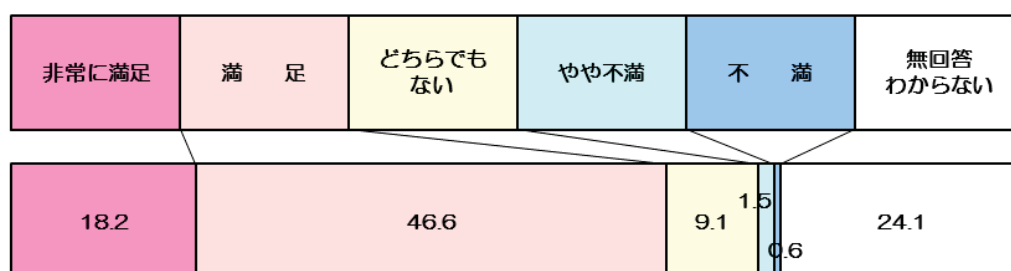 非常に満足
満　　足
どちらでも
ない
やや不満
不　　満
無回答
わからない
18.2
46.6
9.1
1.5
0.6
24.1